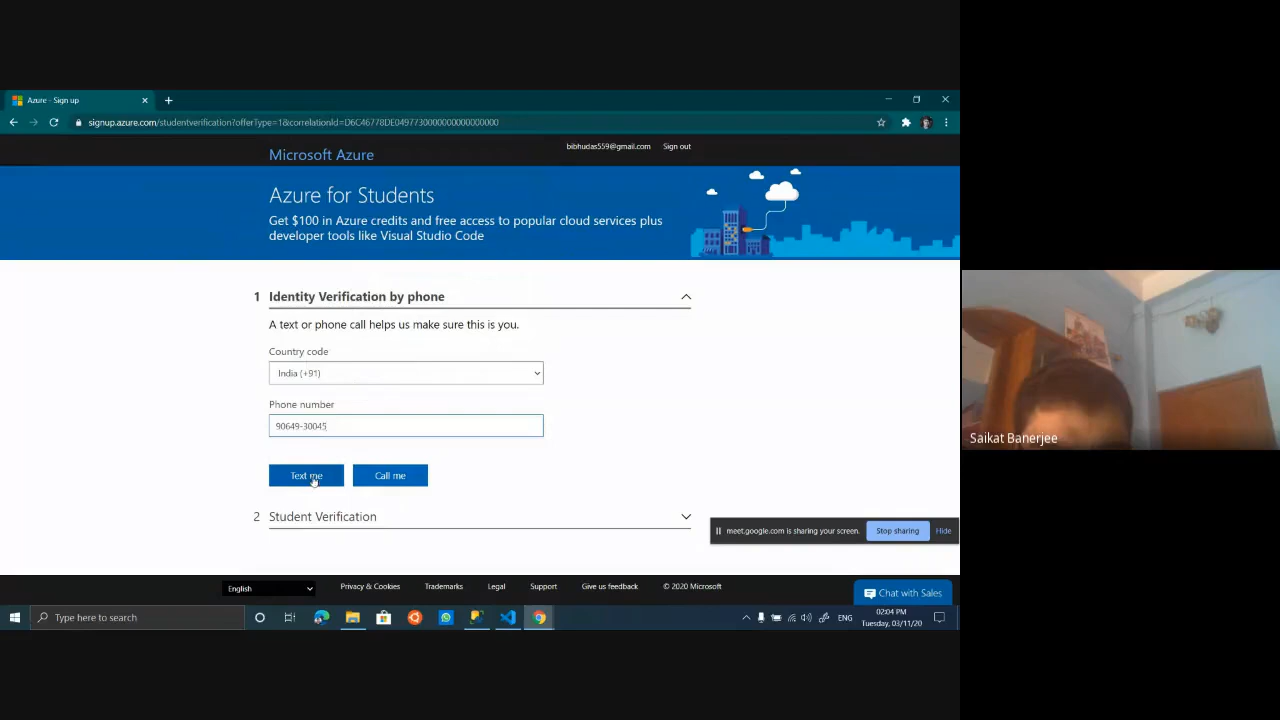 Azure - Sign up
signup.azure.com/studentverification?offerType=1&correlationId=D6C46778DE0497730000000000000000
Microsoft Azure
bibhudas559@gmail.com Sign out
Azure for Students
Get $100 in Azure credits and free access to popular cloud services plus
developer tools like Visual Studio Code
1 Identity Verification by phone
A text or phone call helps us make sure this is you.
Country code
India (+91)
Phone number
90649-30045
Text me Call me
2 Student Verification
meet.google.com is sharing your screen. Stop sharing Hide
English Privacy & Cookies Trademarks Legal Support Give us feedback © 2020 Microsoft
Chat with Sales
Type here to search
ENG
02:04 PM
Tuesday, 03/11/20
Saikat Banerjee